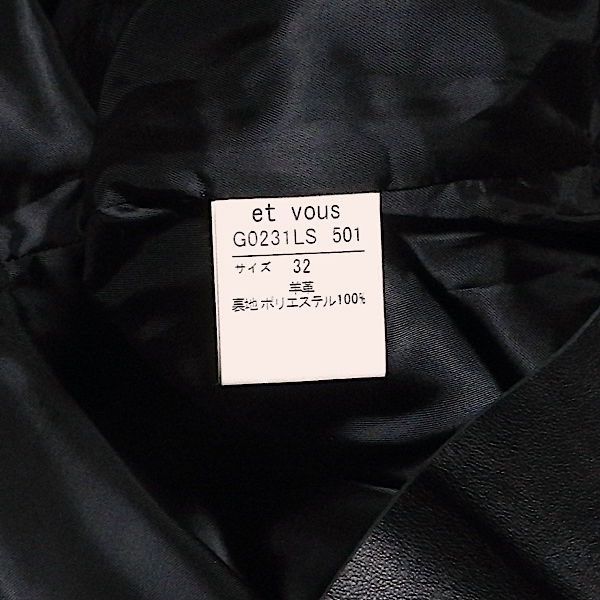 et vous
G0231LS 501
サイズ 32
羊革
裏地 ポリエステル100%